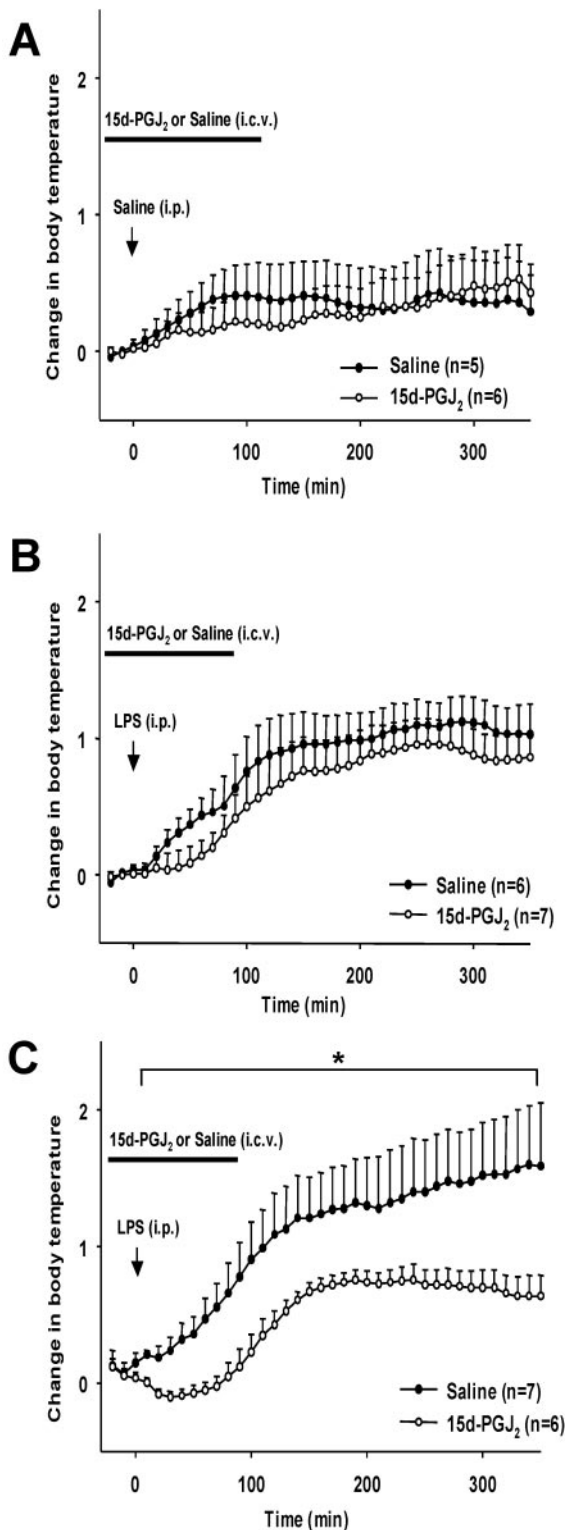 A
Change in body temperature
2
1
0
15d-PGJ₂ or Saline (i.c.v.)
Saline (i.p.)
Saline (n=5)
15d-PGJ₂ (n=6)
0 100 200 300
Time (min)
B
Change in body temperature
2
1
0
15d-PGJ₂ or Saline (i.c.v.)
LPS (i.p.)
Saline (n=6)
15d-PGJ₂ (n=7)
0 100 200 300
Time (min)
C
Change in body temperature
*
2
1
0
15d-PGJ₂ or Saline (i.c.v.)
LPS (i.p.)
Saline (n=7)
15d-PGJ₂ (n=6)
0 100 200 300
Time (min)